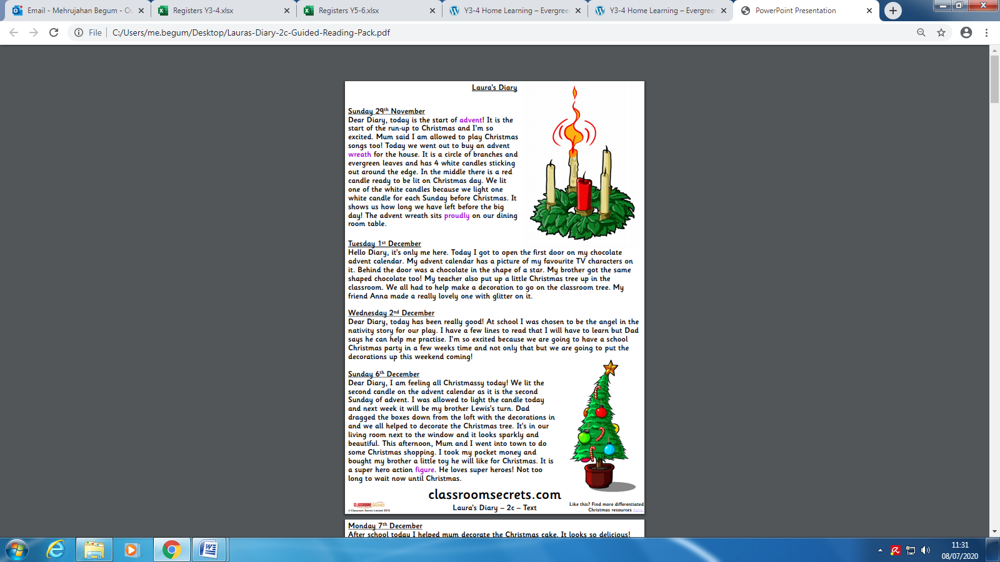 Email - Mehrujahan Begum - Ou
Registers Y3-4.xlsx
Registers Y5-6.xlsx
Y3-4 Home Learning – Evergree
Y3-4 Home Learning – Evergree
PowerPoint Presentation
File
C:/Users/me.begum/Desktop/Lauras-Diary-2c-Guided-Reading-Pack.pdf
Laura's Diary
Sunday 29th November
Dear Diary, today is the start of advent! It is the
start of the run-up to Christmas and I'm so
excited. Mum said I am allowed to play Christmas
songs too! Today we went out to buy an advent
wreath for the house. It is a circle of branches and
evergreen leaves and has 4 white candles sticking
out around the edge. In the middle there is a red
candle ready to be lit on Christmas day. We lit
one of the white candles because we light one
white candle for each Sunday before Christmas. It
shows us how long we have left before the big
day! The advent wreath sits proudly on our dining
room table.
Tuesday 1st December
Hello Diary, it's only me here. Today I got to open the first door on my chocolate
advent calendar. My advent calendar has a picture of my favourite TV characters on
it. Behind the door was a chocolate in the shape of a star. My brother got the same
shaped chocolate too! My teacher also put up a little Christmas tree up in the
classroom. We all had to help make a decoration to go on the classroom tree. My
friend Anna made a really lovely one with glitter on it.
Wednesday 2nd December
Dear Diary, today has been really good! At school I was chosen to be the angel in the
nativity story for our play. I have a few lines to read that I will have to learn but Dad
says he can help me practise. I'm so excited because we are going to have a school
Christmas party in a few weeks time and not only that but we are going to put the
decorations up this weekend coming!
Sunday 6th December
Dear Diary, I am feeling all Christmassy today! We lit the
second candle on the advent calendar as it is the second
Sunday of advent. I was allowed to light the candle today
and next week it will be my brother Lewis's turn. Dad
dragged the boxes down from the loft with the decorations in
and we all helped to decorate the Christmas tree. It's in our
living room next to the window and it looks sparkly and
beautiful. This afternoon, Mum and I went into town to do
some Christmas shopping. I took my pocket money and
bought my brother a little toy he will like for Christmas. It is
a super hero action figure. He loves super heroes! Not too
long to wait now until Christmas.
classroomsecrets.com
CLASSROOM Secrets
© Classroom Secrets Limited 2015
Laura's Diary – 2c – Text
Like this? Find more differentiated
Christmas resources here.
Monday 7th December
After school today I helped mum decorate the Christmas cake. It looks so delicious!
11:31
08/07/2020